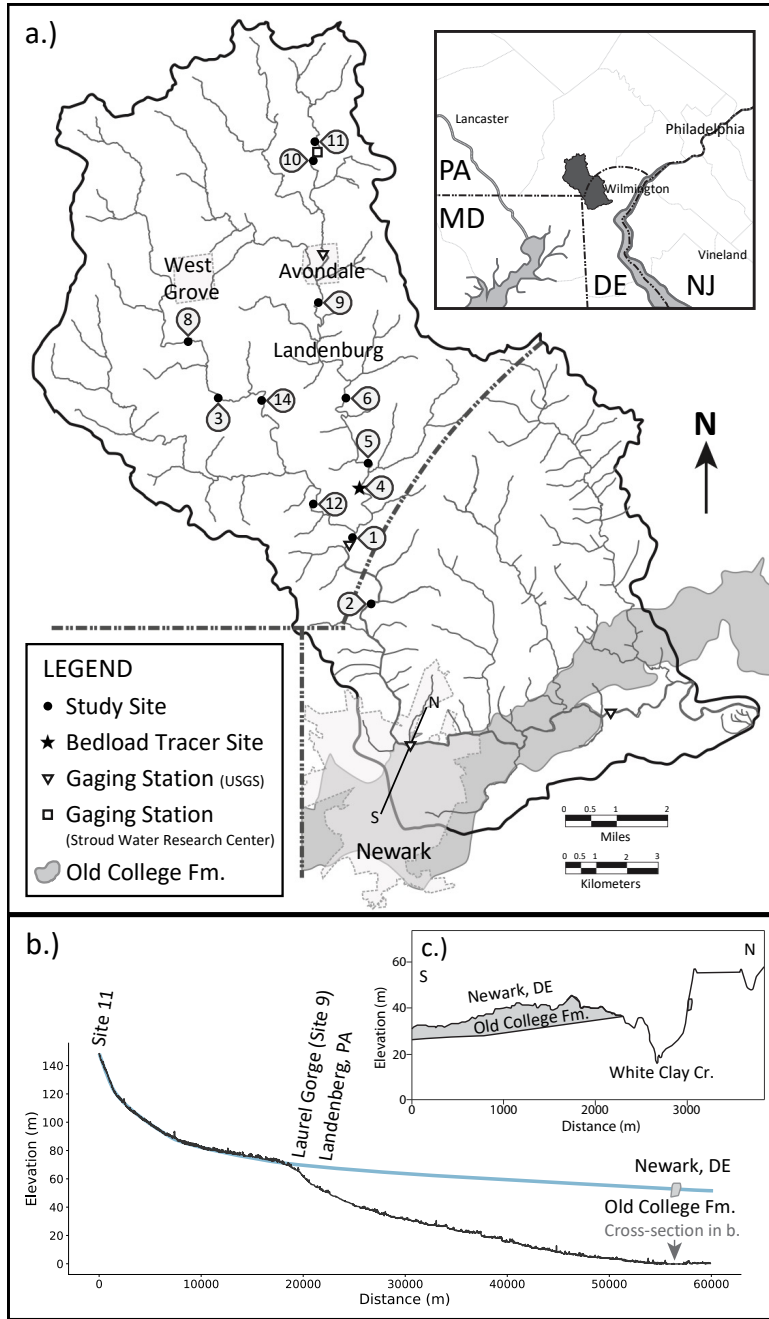 a.)
Lancaster
Philadelphia
PA
Wilmington
MD
Vineland
DE
NJ
11
10
West
Grove
Avondale
8
9
Landenburg
3
14
6
5
N
4
12
1
2
LEGEND
Study Site
Bedload Tracer Site
Gaging Station (USGS)
Gaging Station
(Stroud Water Research Center)
Old College Fm.
N
S
Newark
0 0.5 1 2
Miles
0 0.5 1 2 3
Kilometers
b.)
Site 11
Laurel Gorge (Site 9)
Landenberg, PA
Newark, DE
Old College Fm.
Cross-section in b.
Elevation (m)
140
120
100
80
60
40
20
0
0 10000 20000 30000 40000 50000 60000
Distance (m)
c.)
S
N
Newark, DE
Old College Fm.
White Clay Cr.
Elevation (m)
60
40
20
0
0 1000 2000 3000
Distance (m)